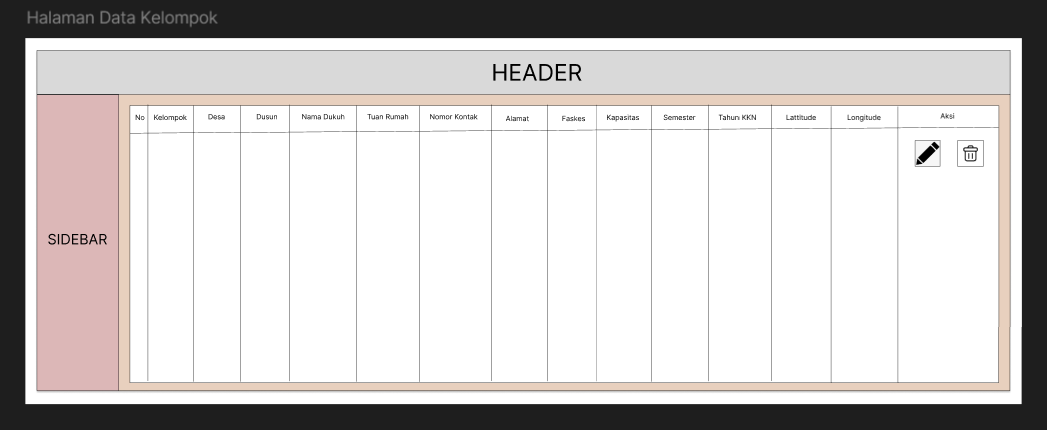 Halaman Data Kelompok
HEADER
SIDEBAR
No Kelompok Desa Dusun Nama Dukuh Tuan Rumah Nomor Kontak Alamat Faskes Kapasitas Semester Tahun KKN Lattitude Longitude Aksi